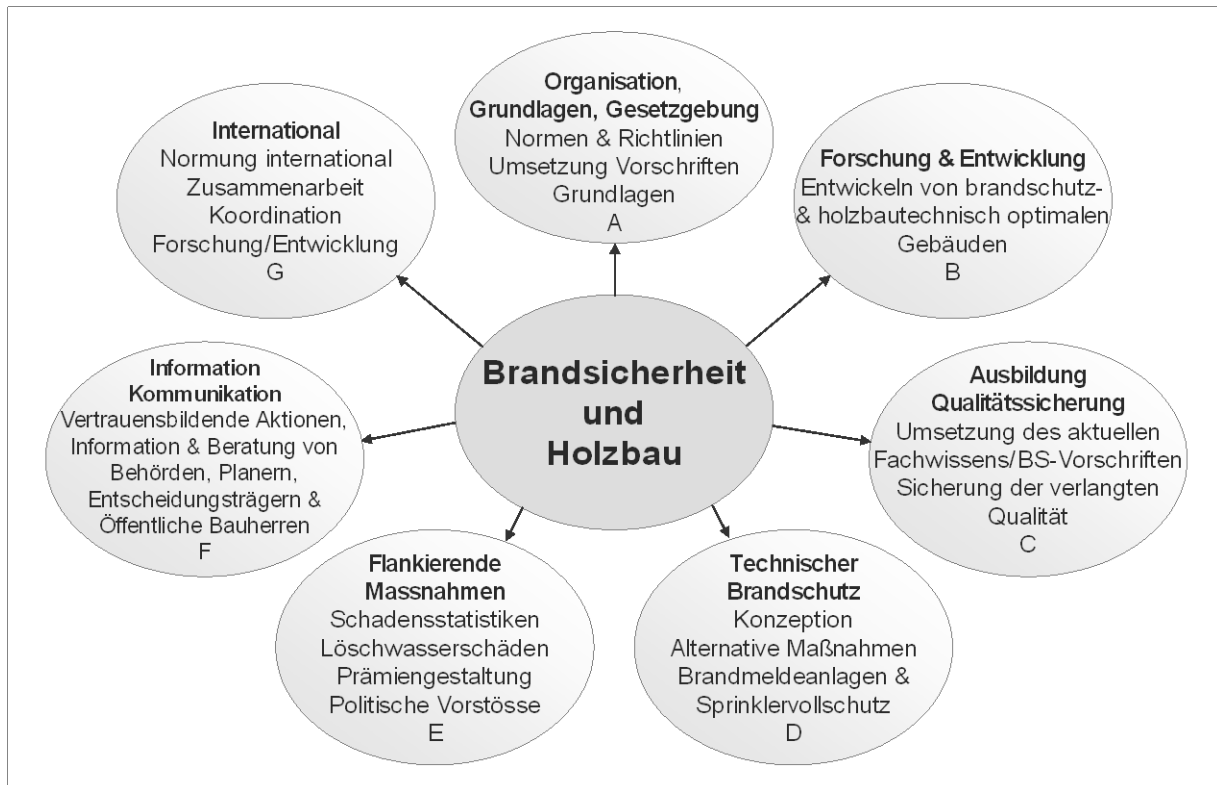 Organisation,
Grundlagen, Gesetzgebung
Normen & Richtlinien
Umsetzung Vorschriften
Grundlagen
A
Forschung & Entwicklung
Entwickeln von brandschutz-
& holzbautechnisch optimalen
Gebäuden
B
Ausbildung
Qualitätssicherung
Umsetzung des aktuellen
Fachwissens/BS-Vorschriften
Sicherung der verlangten
Qualität
C
Technischer
Brandschutz
Konzeption
Alternative Maßnahmen
Brandmeldeanlagen &
Sprinklervollschutz
D
Flankierende
Massnahmen
Schadensstatistiken
Löschwasserschäden
Prämiengestaltung
Politische Vorstösse
E
Information
Kommunikation
Vertrauensbildende Aktionen,
Information & Beratung von
Behörden, Planern,
Entscheidungsträgern &
Öffentliche Bauherren
F
International
Normung international
Zusammenarbeit
Koordination
Forschung/Entwicklung
G
Brandsicherheit
und
Holzbau